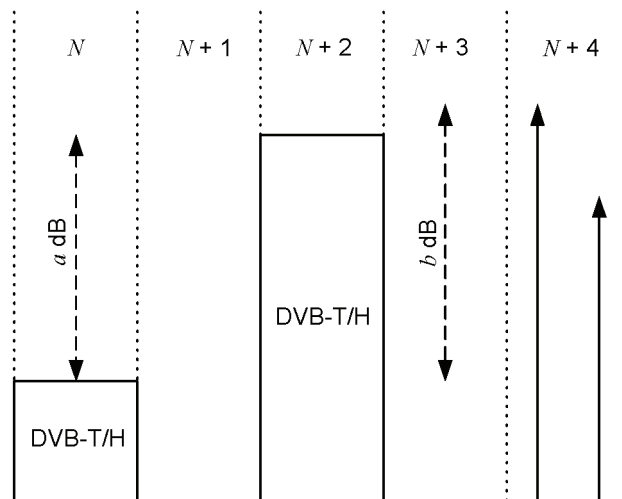 N
N + 1
N + 2
N + 3
N + 4
a dB
b dB
DVB-T/H
DVB-T/H